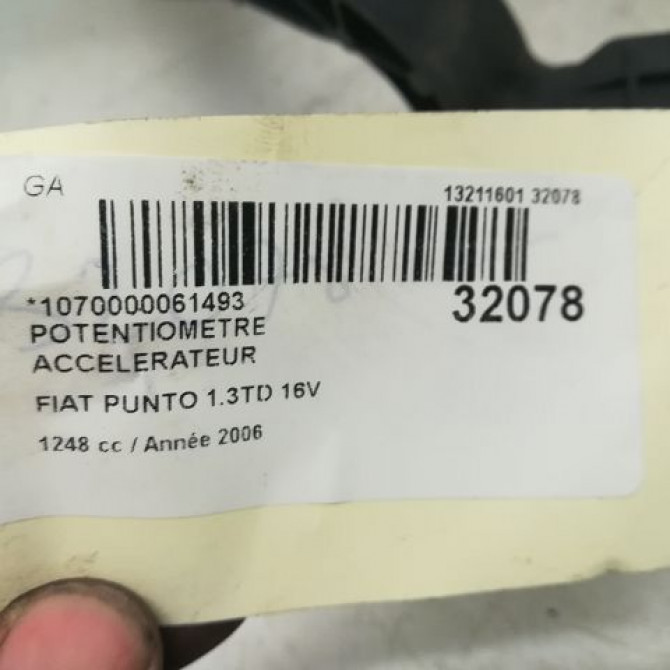 GA
13211601 32078
*1070000061493
32078
POTENTIOMETRE
ACCELERATEUR
FIAT PUNTO 1.3TD 16V
1248 cc / Année 2006